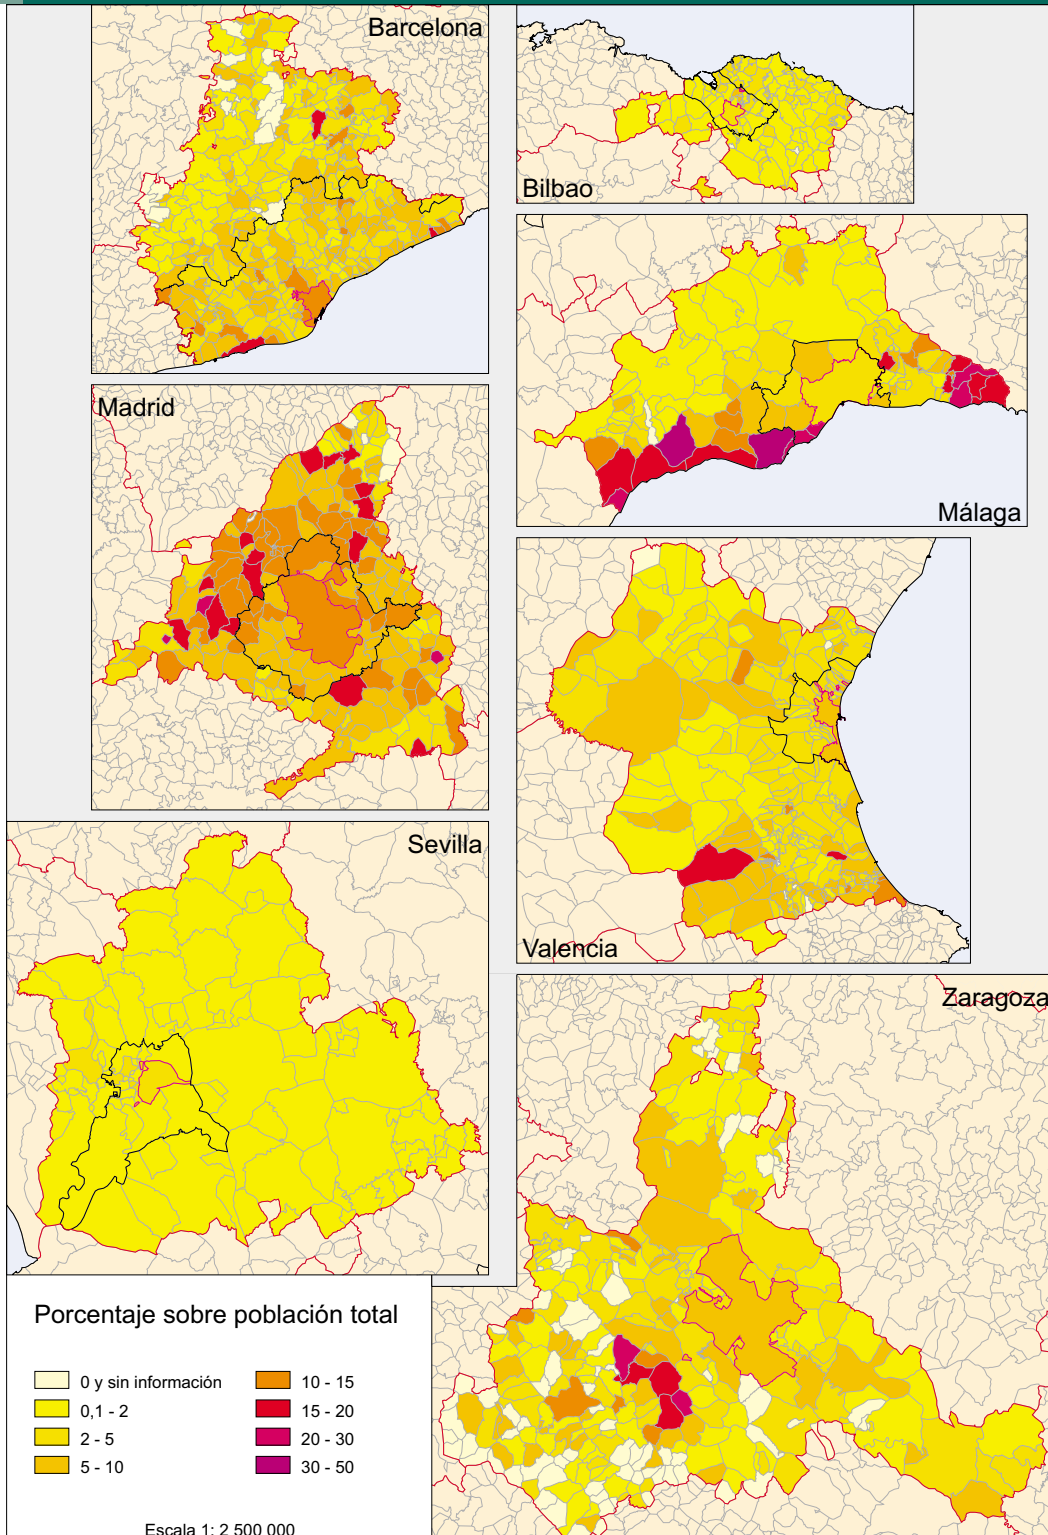 Barcelona
Bilbao
Málaga
Madrid
Valencia
Sevilla
Zaragoza
Porcentaje sobre población total
0 y sin información
0,1 - 2
2 - 5
5 - 10
10 - 15
15 - 20
20 - 30
30 - 50
Escala 1: 2 500 000